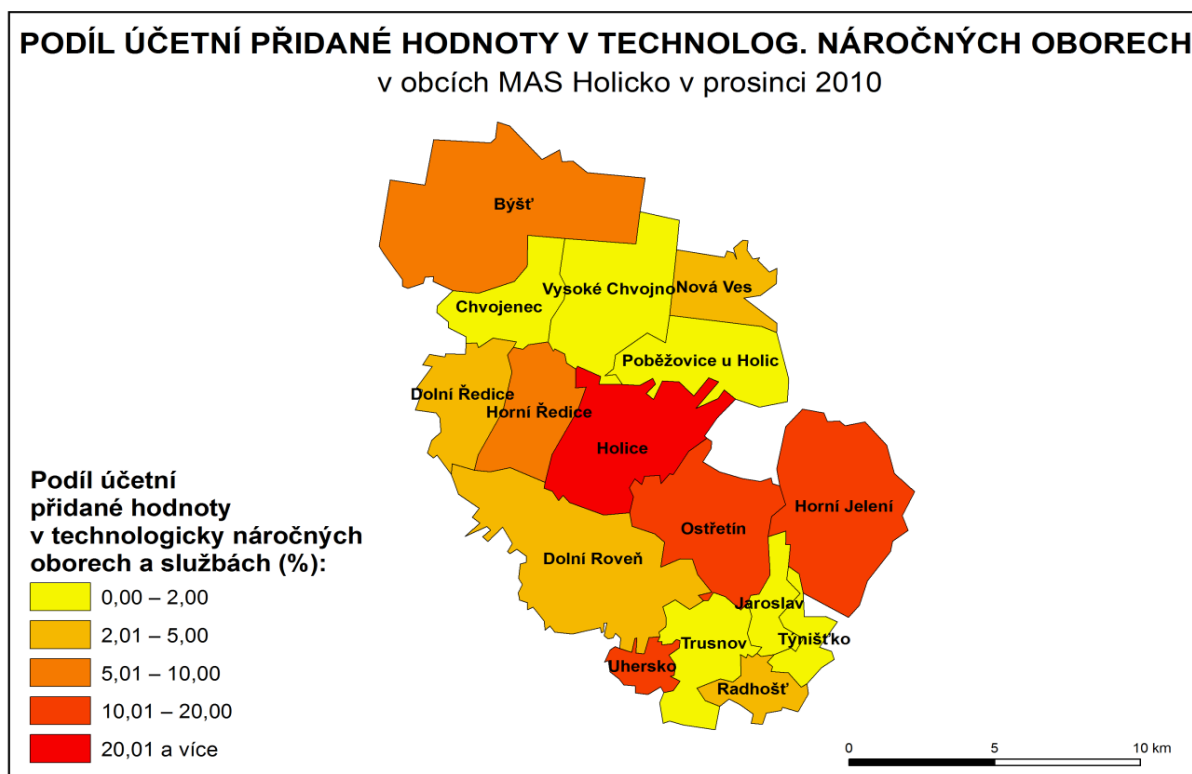 PODÍL ÚČETNÍ PŘIDANÉ HODNOTY V TECHNOLOG. NÁROČNÝCH OBORECH
v obcích MAS Holicko v prosinci 2010
Býšť
Vysoké Chvojno
Nová Ves
Chvojenec
Poběžovice u Holic
Dolní Ředice
Horní Ředice
Holice
Horní Jelení
Ostřetín
Dolní Roveň
Jaroslav
Týnišťko
Trusnov
Uhersko
Radhošť
Podíl účetní
přidané hodnoty
v technologicky náročných
oborech a službách (%):
0,00 – 2,00
2,01 – 5,00
5,01 – 10,00
10,01 – 20,00
20,01 a více
0 5 10 km